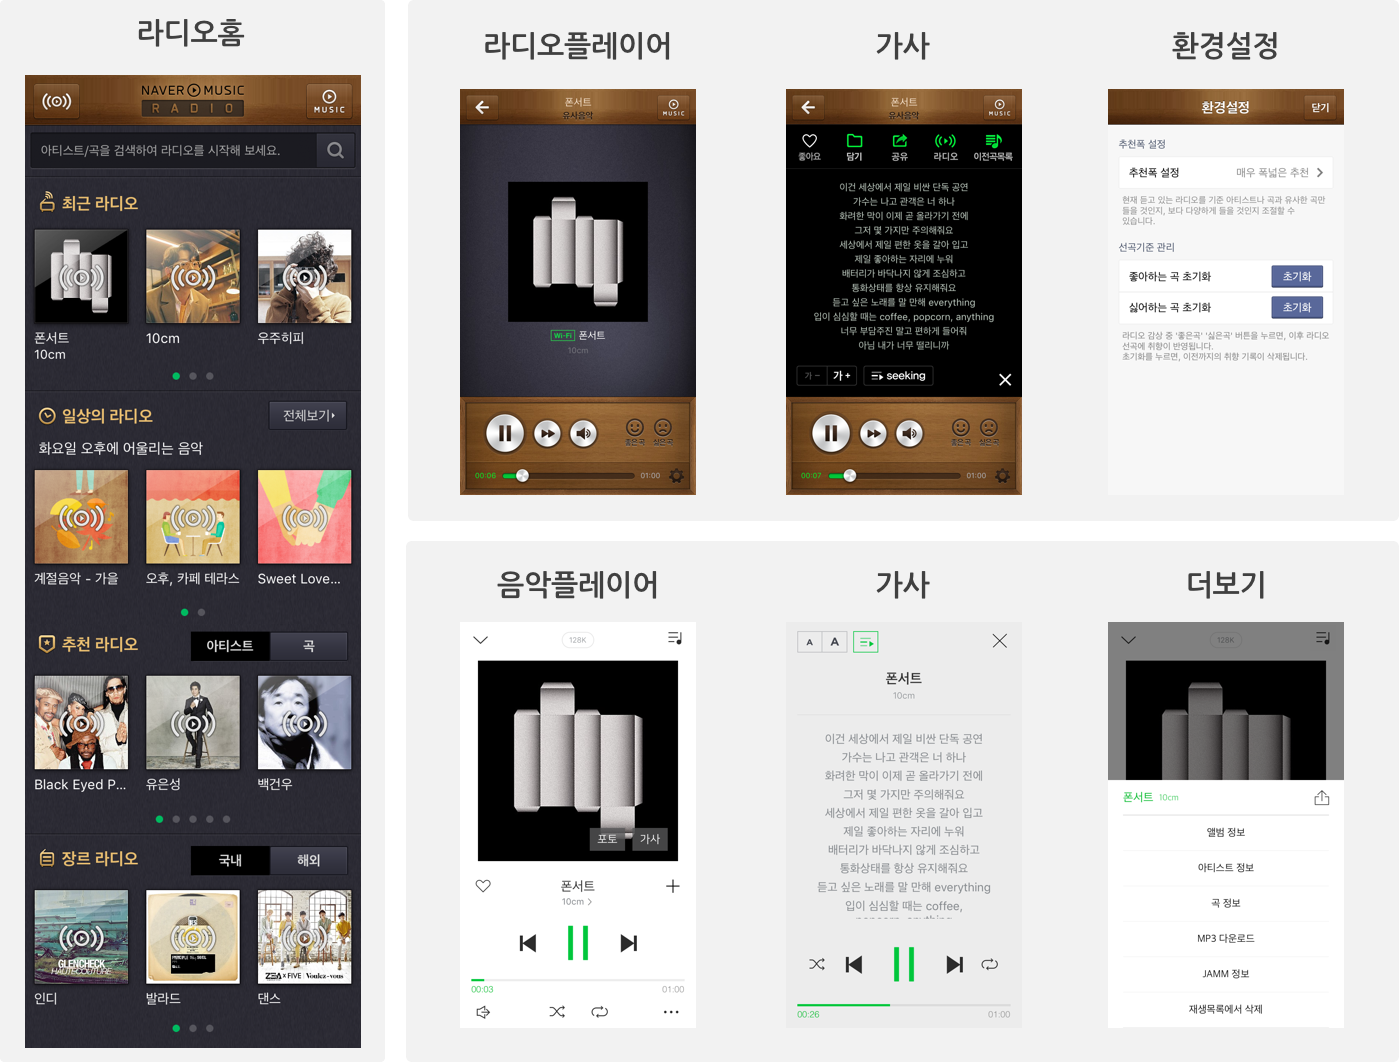 라디오홈
NAVER MUSIC
RADIO
MUSIC
아티스트/곡을 검색하여 라디오를 시작해 보세요.
최근 라디오
폰서트
10cm
10cm
우주히피
일상의 라디오
전체보기
화요일 오후에 어울리는 음악
계절음악 - 가을
오후, 카페 테라스
Sweet Love...
추천 라디오
아티스트
곡
Black Eyed P...
유은성
백건우
장르 라디오
국내
해외
GLENCHECK
HAUTECOUTURE
ZEA x FIVE : Voulez-vous
인디
발라드
댄스
라디오플레이어
폰서트
유사음악
MUSIC
Wi-Fi 폰서트
10cm
좋은곡
싫은곡
00:06
01:00
가사
폰서트
유사음악
MUSIC
좋아요
담기
공유
라디오
이전곡목록
이건 세상에서 제일 비싼 단독 공연
가수는 나고 관객은 너 하나
화려한 막이 이제 곧 올라가기 전에
그저 몇 가지만 주의해줘요
세상에서 제일 편한 옷을 갈아 입고
제일 좋아하는 자리에 누워
배터리가 바닥나지 않게 조심하고
통화상태를 항상 유지해줘요
듣고 싶은 노래를 말 만해 everything
입이 심심할 때는 coffee, popcorn, anything
너무 부담주진 말고 편하게 들어줘
아님 내가 너무 떨리니까
가 -
가 +
seeking
좋은곡
싫은곡
00:07
01:00
환경설정
환경설정
닫기
추천폭 설정
추천폭 설정
매우 폭넓은 추천
현재 듣고 있는 라디오를 기준 아티스트나 곡과 유사한 곡만
들을 것인지, 보다 다양하게 들을 것인지 조절할 수
있습니다.
선곡기준 관리
좋아하는 곡 초기화
초기화
싫어하는 곡 초기화
초기화
라디오 감상 중 '좋은곡' '싫은곡' 버튼을 누르면, 이후 라디오
선곡에 취향이 반영됩니다.
초기화를 누르면, 이전까지의 취향 기록이 삭제됩니다.
음악플레이어
128K
포토
가사
폰서트
10cm
00:03
01:00
가사
A
A
폰서트
10cm
이건 세상에서 제일 비싼 단독 공연
가수는 나고 관객은 너 하나
화려한 막이 이제 곧 올라가기 전에
그저 몇 가지만 주의해줘요
세상에서 제일 편한 옷을 갈아 입고
제일 좋아하는 자리에 누워
배터리가 바닥나지 않게 조심하고
통화상태를 항상 유지해줘요
듣고 싶은 노래를 말 만해 everything
입이 심심할 때는 coffee,
popcorn, anything
00:26
01:00
더보기
128K
폰서트 10cm
앨범 정보
아티스트 정보
곡 정보
MP3 다운로드
JAMM 정보
재생목록에서 삭제